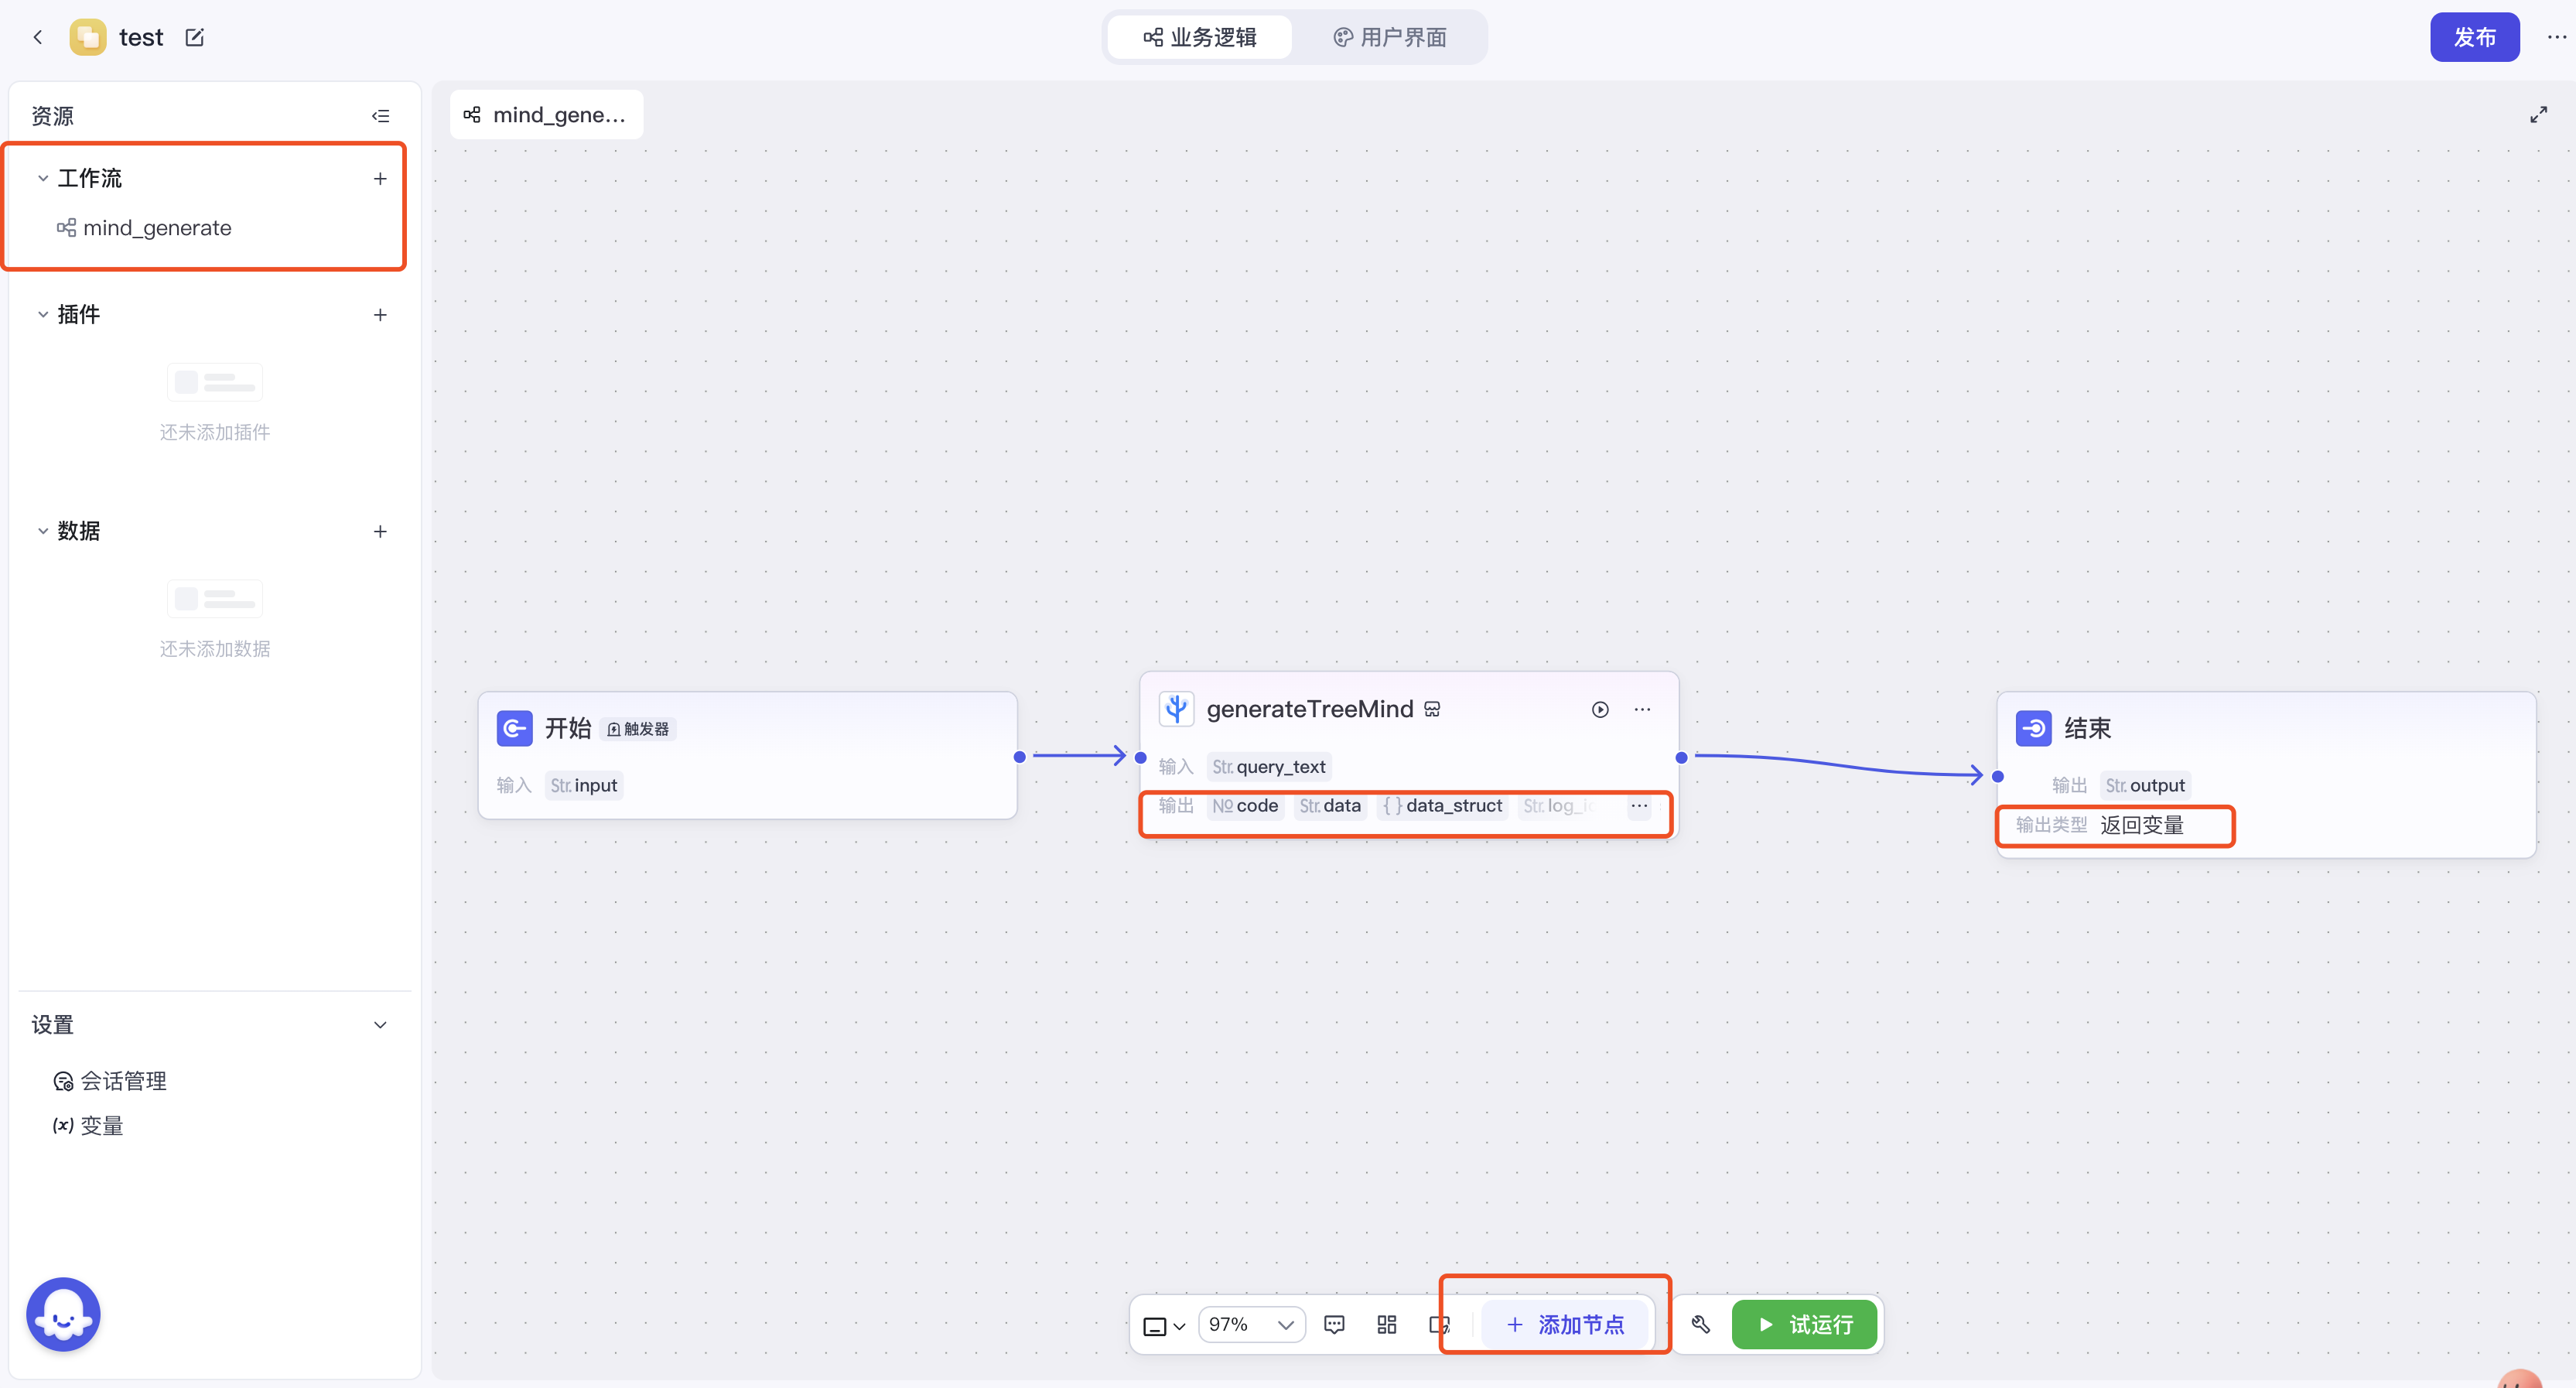 test
业务逻辑
用户界面
发布
资源
工作流
mind_generate
插件
还未添加插件
数据
还未添加数据
设置
会话管理
(x) 变量
mind_gene...
开始 触发器
输入 Str. input
generateTreeMind
输入 Str. query_text
输出 № code Str. data { } data_struct Str. log_i ...
结束
输出 Str. output
输出类型 返回变量
97%
+ 添加节点
试运行